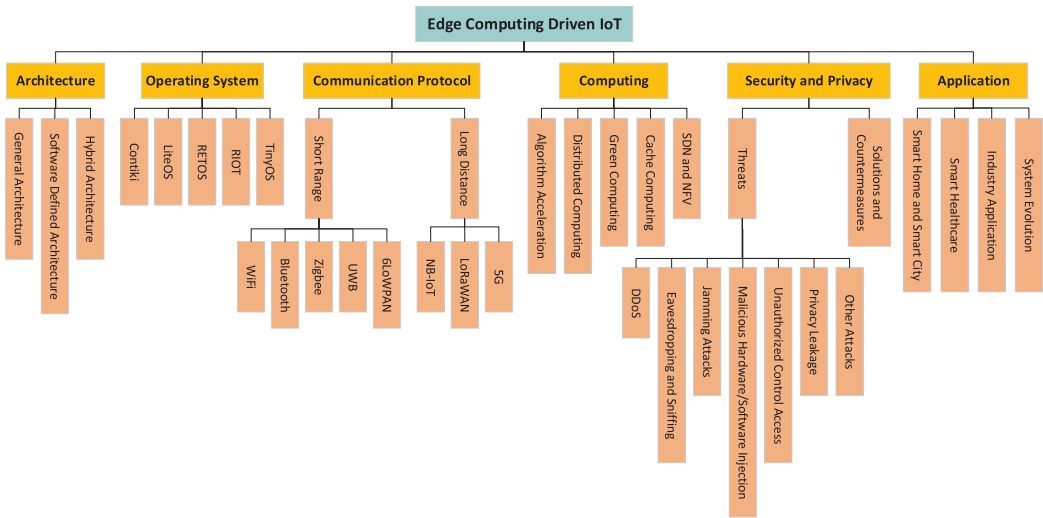 Edge Computing Driven IoT
Architecture
Operating System
Communication Protocol
Computing
Security and Privacy
Application
General Architecture
Software Defined Architecture
Hybrid Architecture
Contiki
LiteOS
RETOS
RIOT
TinyOS
Short Range
Long Distance
Algorithm Acceleration
Distributed Computing
Green Computing
Cache Computing
SDN and NFV
Threats
Solutions and
Countermeasures
Smart Home and Smart City
Smart Healthcare
Industry Application
System Evolution
WiFi
Bluetooth
Zigbee
UWB
6LoWPAN
NB-IoT
LoRaWAN
5G
DDoS
Eavesdropping and Sniffing
Jamming Attacks
Malicious Hardware/Software Injection
Unauthorized Control Access
Privacy Leakage
Other Attacks